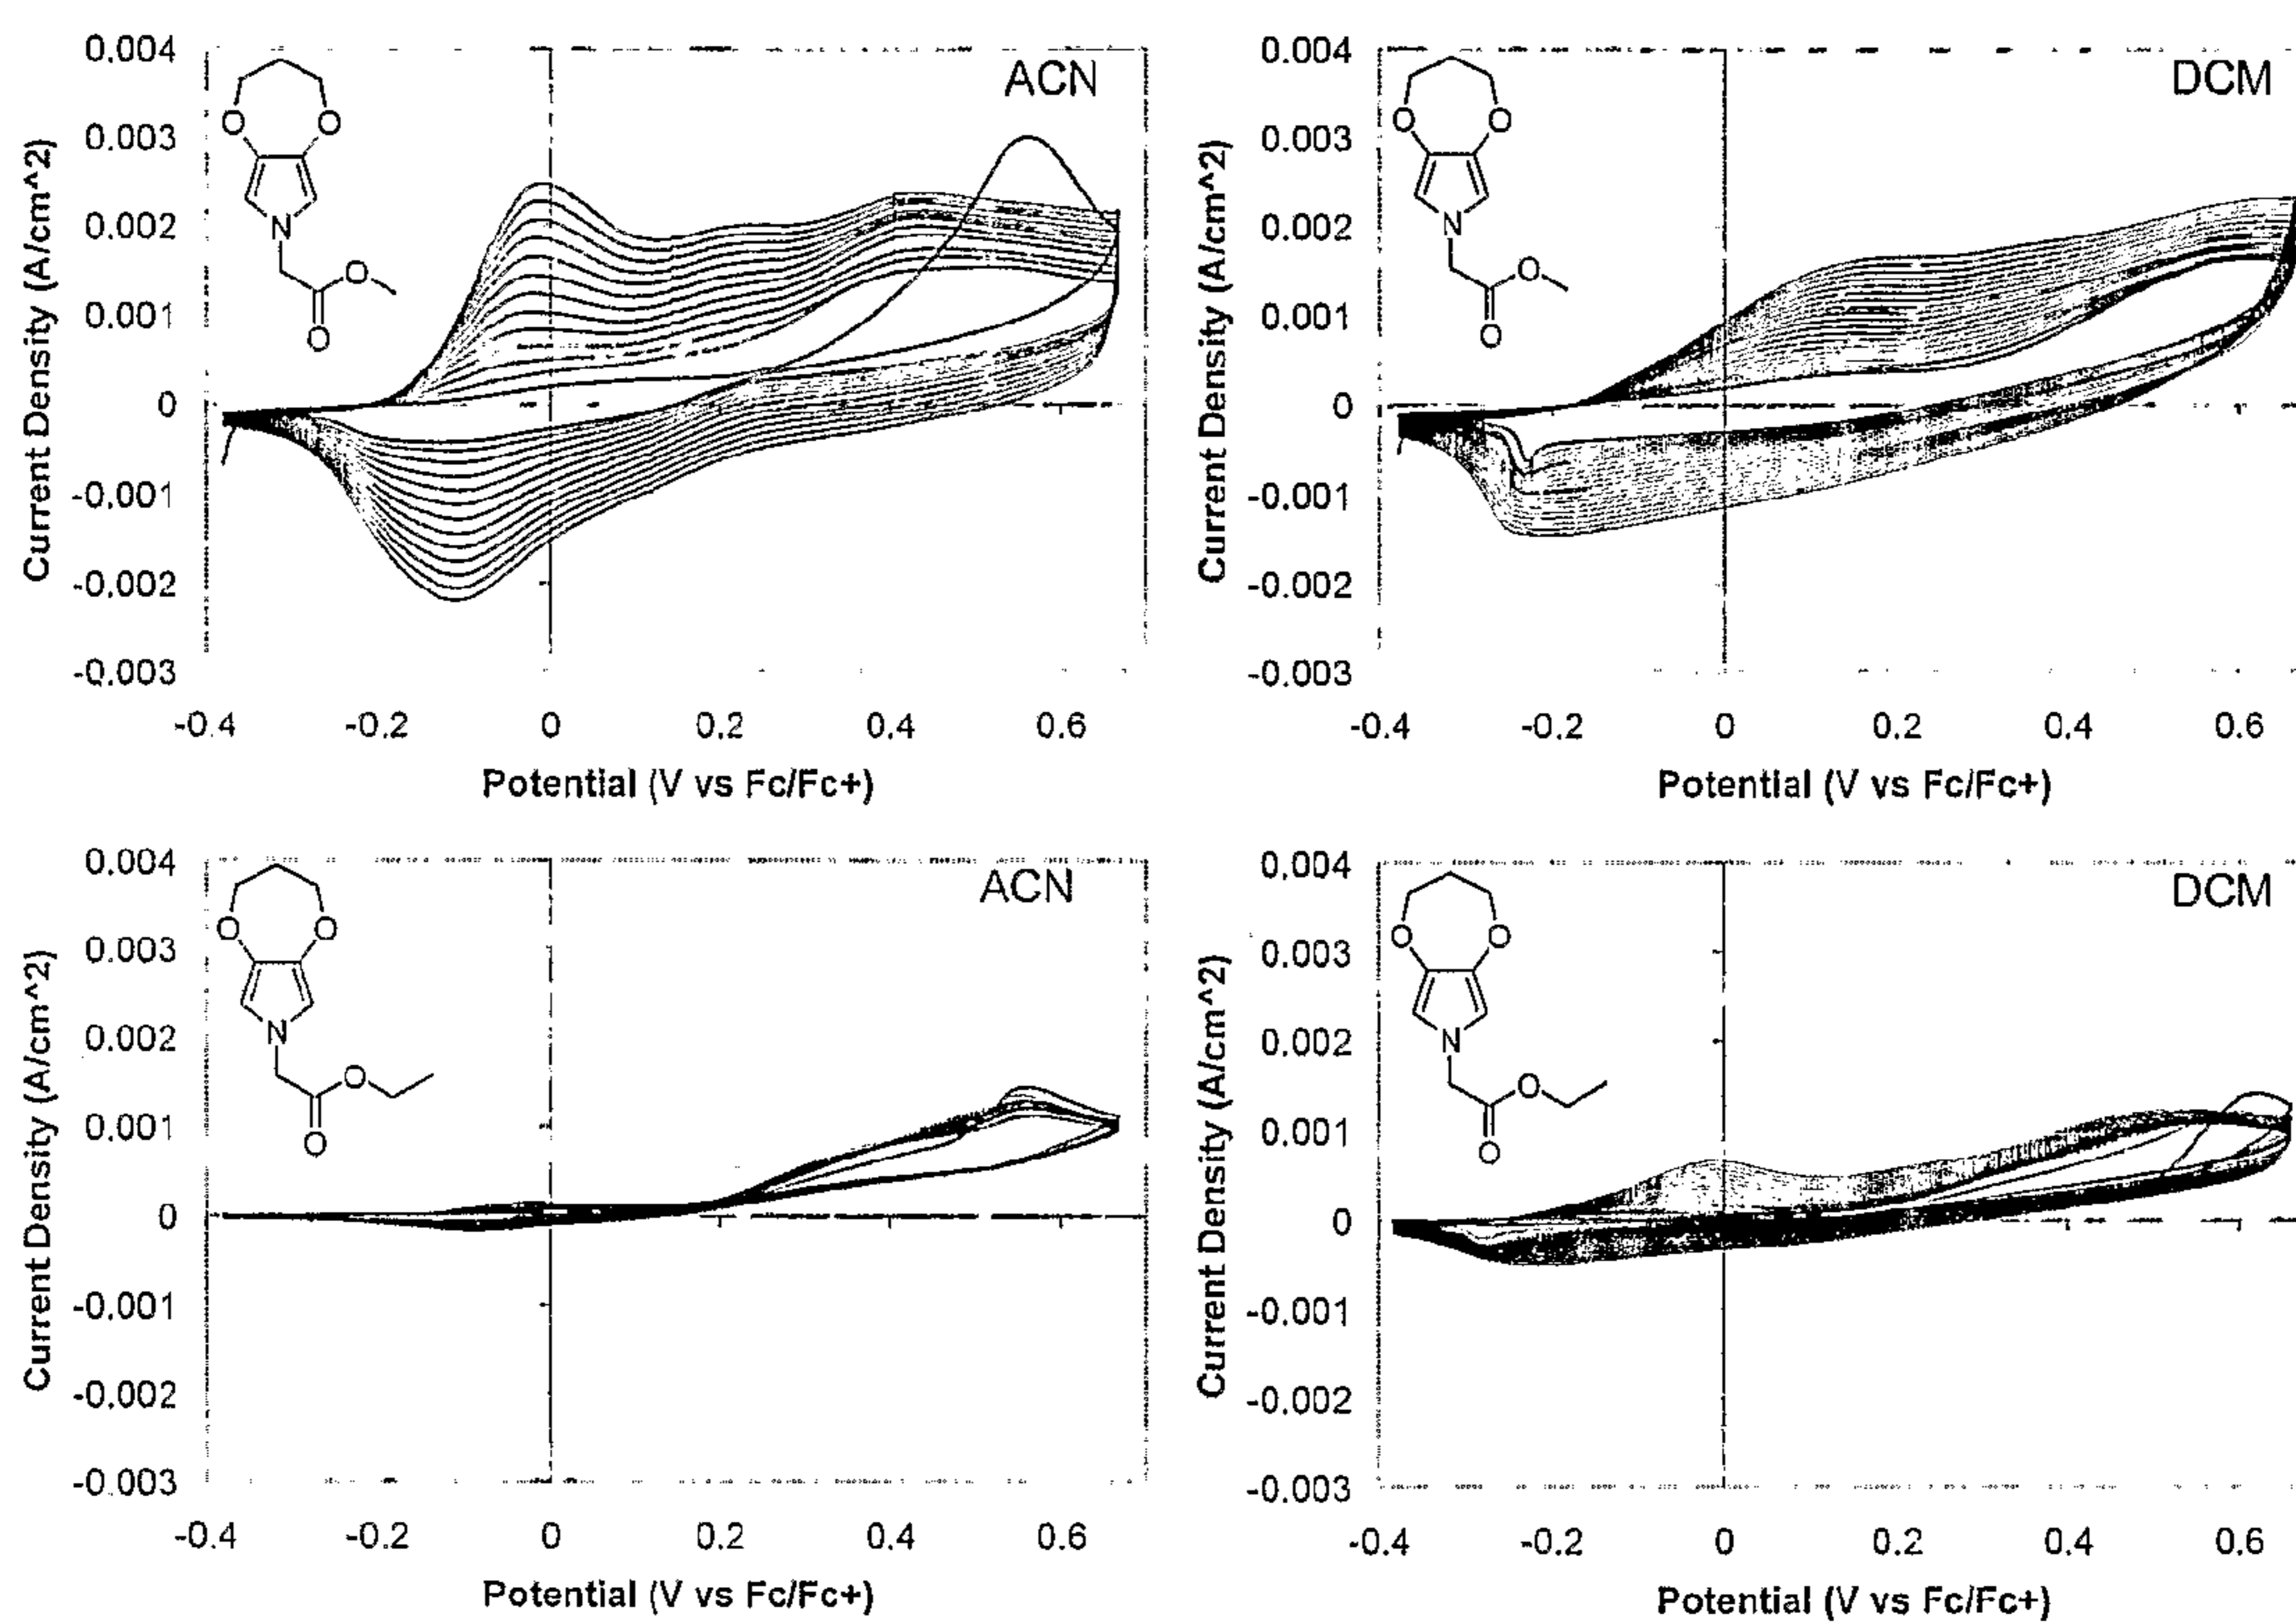 ACN
0.004
0.003
0.002
0.001
0
-0.001
-0.002
-0.003
Current Density (A/cm^2)
O O
N
O
O
-0.4 -0.2 0 0.2 0.4 0.6
Potential (V vs Fc/Fc+)
DCM
0.004
0.003
0.002
0.001
0
-0.001
-0.002
-0.003
Current Density (A/cm^2)
O O
N
O
O
-0.4 -0.2 0 0.2 0.4 0.6
Potential (V vs Fc/Fc+)
ACN
0.004
0.003
0.002
0.001
0
-0.001
-0.002
-0.003
Current Density (A/cm^2)
O O
N
O
O
-0.4 -0.2 0 0.2 0.4 0.6
Potential (V vs Fc/Fc+)
DCM
0.004
0.003
0.002
0.001
0
-0.001
-0.002
-0.003
Current Density (A/cm^2)
O O
N
O
O
-0.4 -0.2 0 0.2 0.4 0.6
Potential (V vs Fc/Fc+)